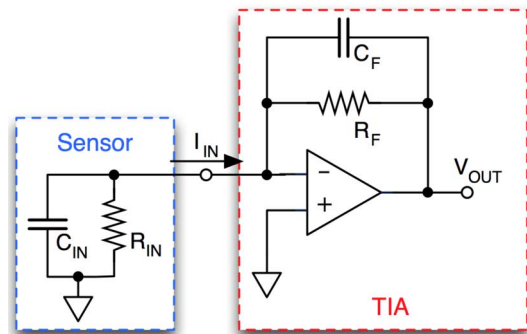 C_F
R_F
Sensor
I_IN
V_OUT
−
+
C_IN
R_IN
TIA